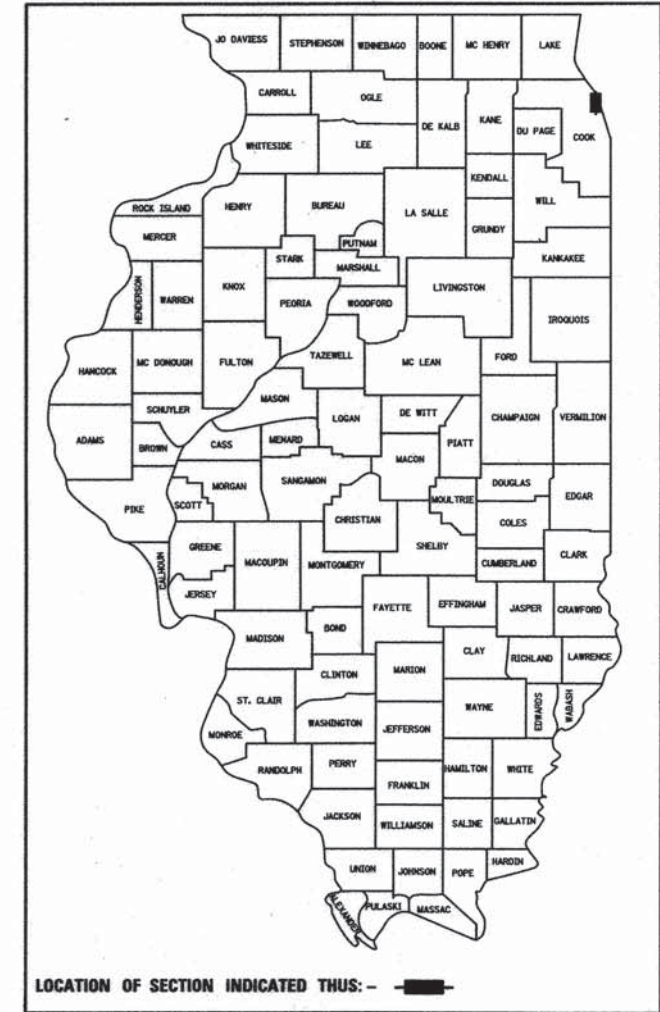 JO DAVIESS STEPHENSON WINNEBAGO BOONE MC HENRY LAKE
CARROLL OGLE DE KALB KANE DU PAGE COOK
WHITESIDE LEE KENDALL WILL
ROCK ISLAND HENRY BUREAU LA SALLE GRUNDY
MERCER PUTNAM
STARK MARSHALL KANKAKEE
HENDERSON WARREN KNOX PEORIA WOODFORD LIVINGSTON IROQUOIS
HANCOCK MC DONOUGH FULTON TAZEWELL MC LEAN FORD
SCHUYLER MASON LOGAN DE WITT CHAMPAIGN VERMILION
ADAMS BROWN CASS MENARD MACON PIATT
PIKE SCOTT MORGAN SANGAMON MOULTRIE DOUGLAS EDGAR
CHRISTIAN COLES
CALHOUN GREENE MACOUPIN MONTGOMERY SHELBY CUMBERLAND CLARK
JERSEY FAYETTE EFFINGHAM JASPER CRAWFORD
MADISON BOND CLAY RICHLAND LAWRENCE
CLINTON MARION
ST. CLAIR WASHINGTON JEFFERSON WAYNE EDWARDS WABASH
MONROE
RANDOLPH PERRY FRANKLIN HAMILTON WHITE
JACKSON WILLIAMSON SALINE GALLATIN
UNION JOHNSON POPE HARDIN
ALEXANDER PULASKI MASSAC
LOCATION OF SECTION INDICATED THUS: -